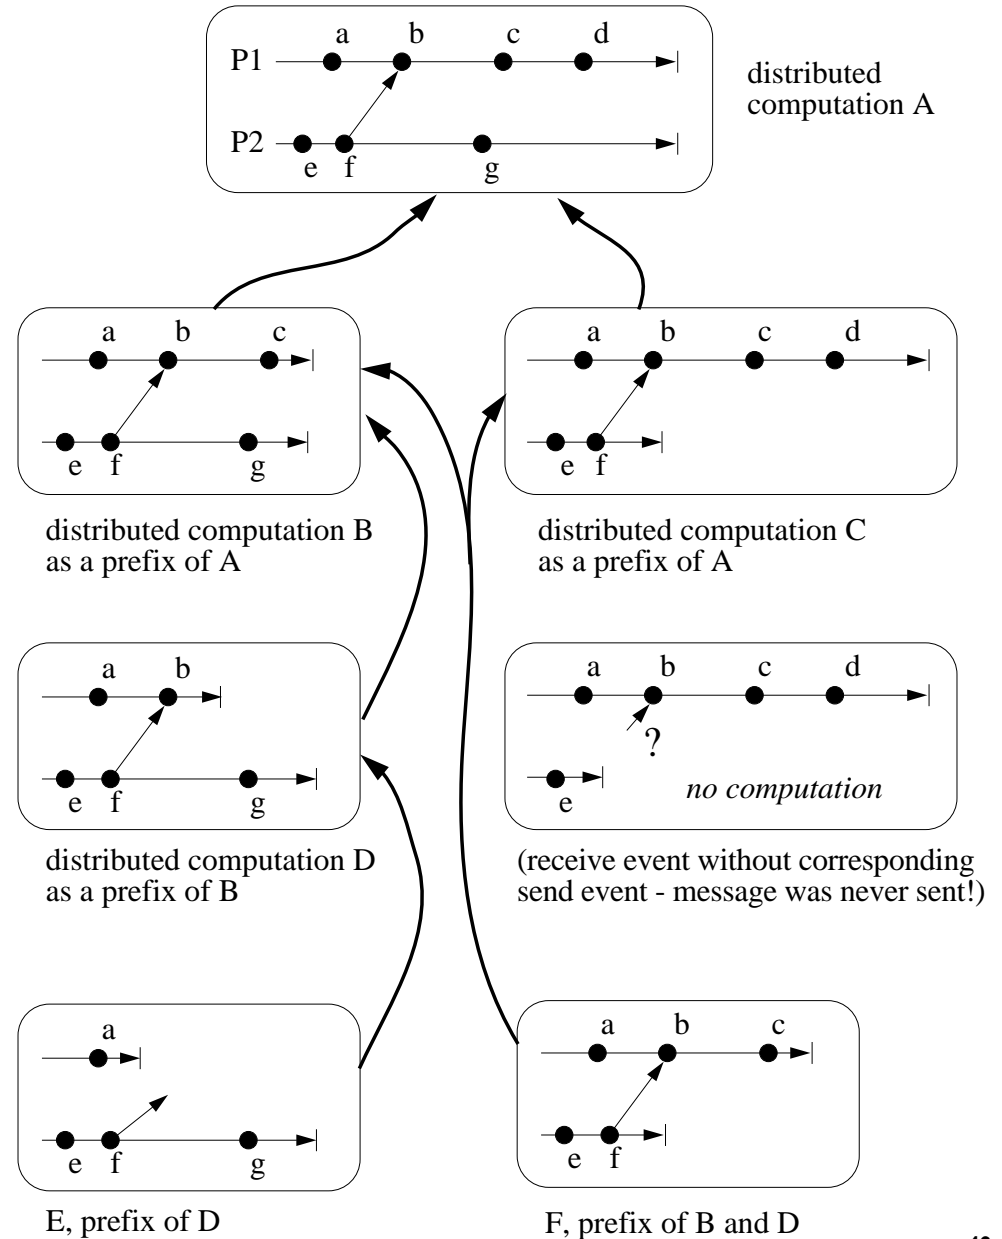 a b c d
P1
distributed
computation A
P2
e f g
a b c
e f g
a b c d
e f
distributed computation B
as a prefix of A
distributed computation C
as a prefix of A
a b
e f g
a b c d
?
e
no computation
distributed computation D
as a prefix of B
(receive event without corresponding
send event - message was never sent!)
a
e f g
a b c
e f
E, prefix of D
F, prefix of B and D